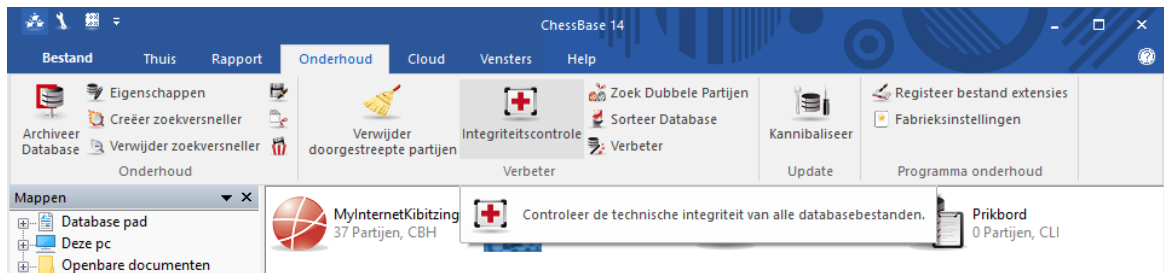 ChessBase 14
Bestand Thuis Rapport Onderhoud Cloud Vensters Help
Archiveer Database
Eigenschappen
Creëer zoekversneller
Verwijder zoekversneller
Onderhoud
Verwijder doorgestreepte partijen
Integriteitscontrole
Zoek Dubbele Partijen
Sorteer Database
Verbeter
Verbeter
Kannibaliseer
Update
Registeer bestand extensies
Fabrieksinstellingen
Programma onderhoud
Mappen
Database pad
Deze pc
Openbare documenten
MyInternetKibitzing
37 Partijen, CBH
Controleer de technische integriteit van alle databasebestanden.
Prikbord
0 Partijen, CLI